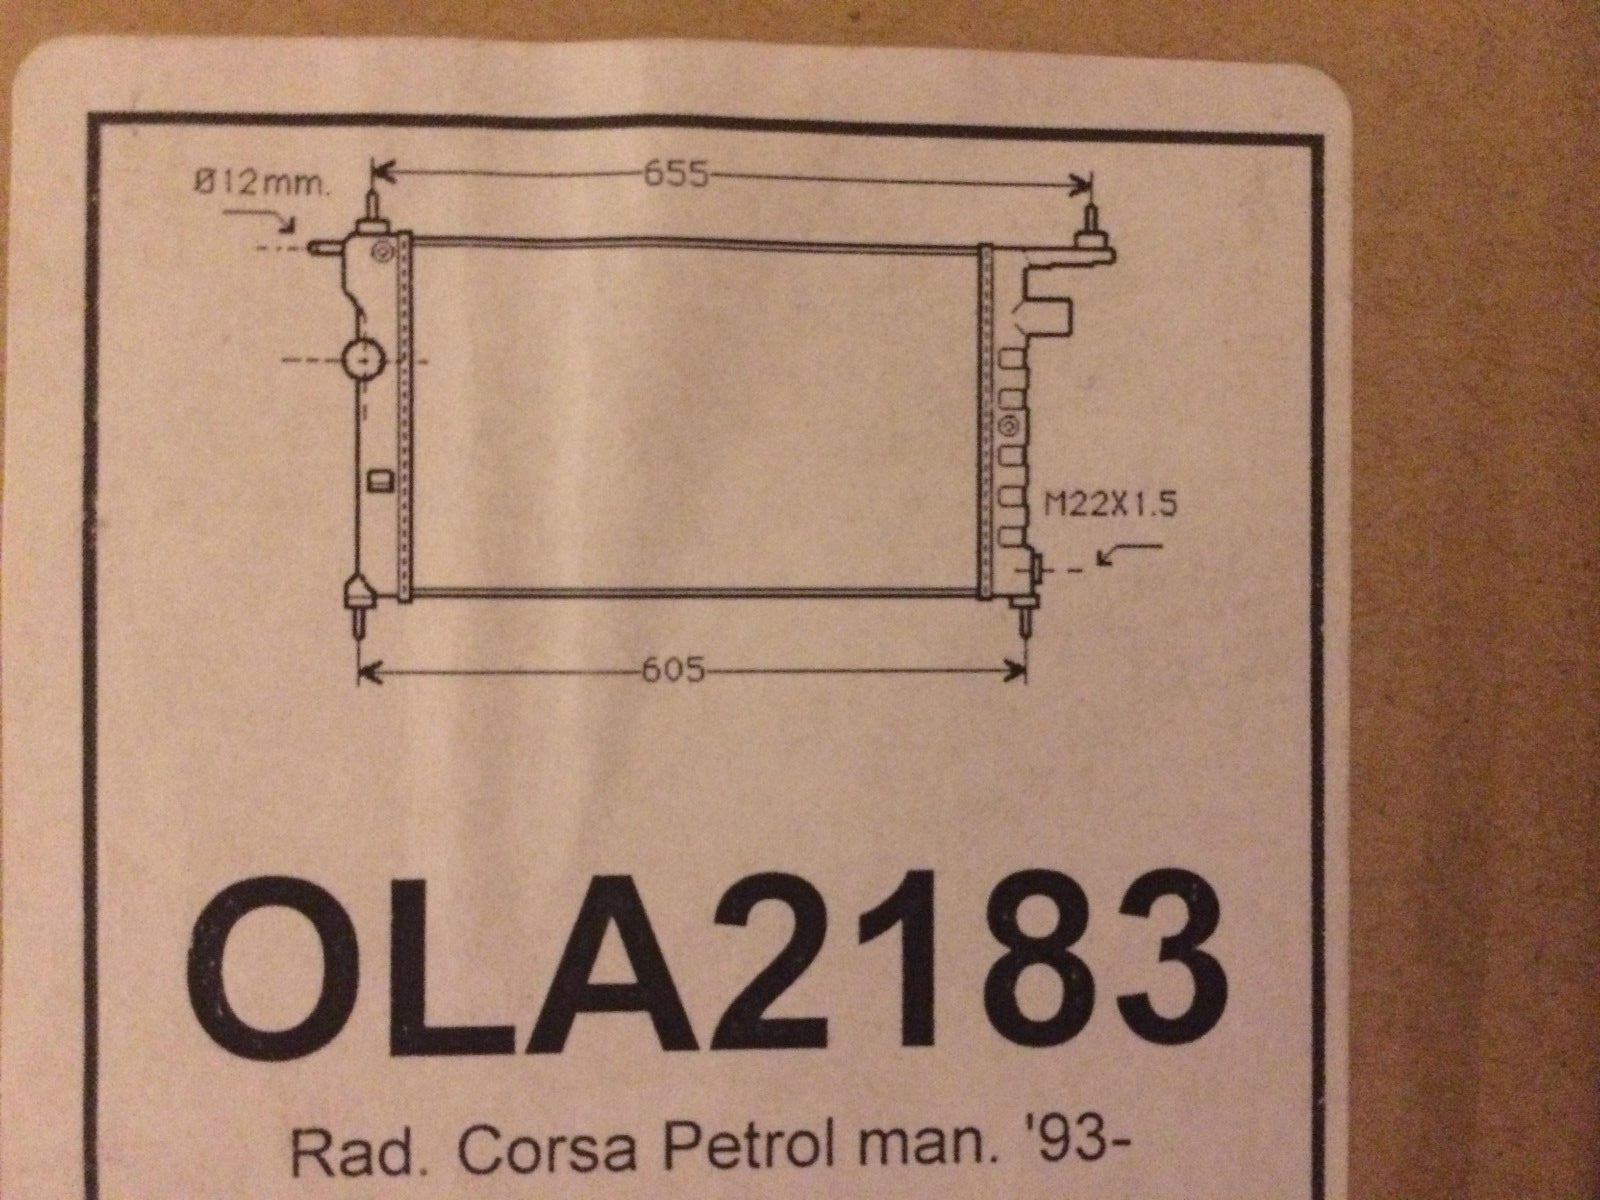 655
Ø12mm.
M22X1.5
605
OLA2183
Rad. Corsa Petrol man. '93-